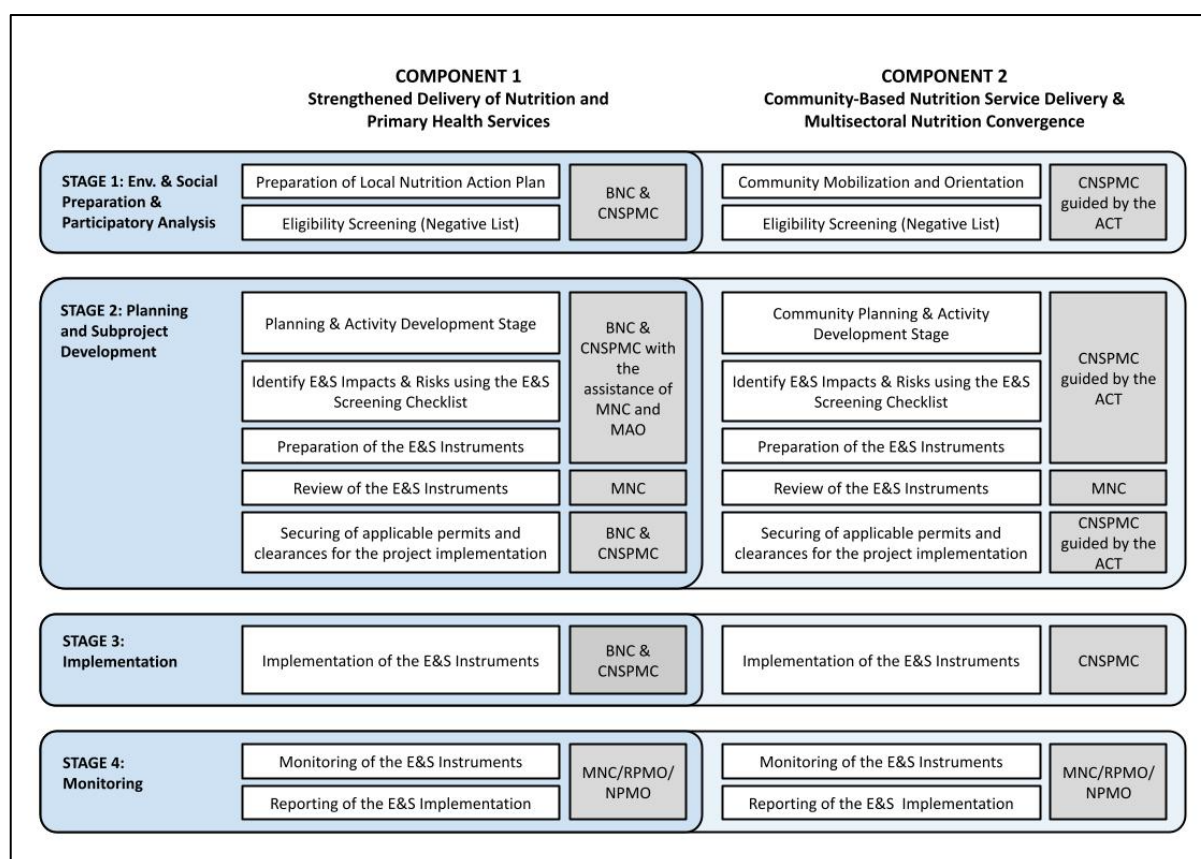 COMPONENT 1
Strengthened Delivery of Nutrition and
Primary Health Services
COMPONENT 2
Community-Based Nutrition Service Delivery &
Multisectoral Nutrition Convergence
STAGE 1: Env. & Social
Preparation &
Participatory Analysis
Preparation of Local Nutrition Action Plan
Eligibility Screening (Negative List)
BNC &
CNSPMC
Community Mobilization and Orientation
Eligibility Screening (Negative List)
CNSPMC
guided by the
ACT
STAGE 2: Planning
and Subproject
Development
Planning & Activity Development Stage
Identify E&S Impacts & Risks using the E&S
Screening Checklist
Preparation of the E&S Instruments
BNC &
CNSPMC with
the
assistance of
MNC and
MAO
Review of the E&S Instruments
MNC
Securing of applicable permits and
clearances for the project implementation
BNC &
CNSPMC
Community Planning & Activity
Development Stage
Identify E&S Impacts & Risks using the E&S
Screening Checklist
Preparation of the E&S Instruments
CNSPMC
guided by the
ACT
Review of the E&S Instruments
MNC
Securing of applicable permits and
clearances for the project implementation
CNSPMC
guided by the
ACT
STAGE 3:
Implementation
Implementation of the E&S Instruments
BNC &
CNSPMC
Implementation of the E&S Instruments
CNSPMC
STAGE 4:
Monitoring
Monitoring of the E&S Instruments
Reporting of the E&S Implementation
MNC/RPMO/
NPMO
Monitoring of the E&S Instruments
Reporting of the E&S Implementation
MNC/RPMO/
NPMO